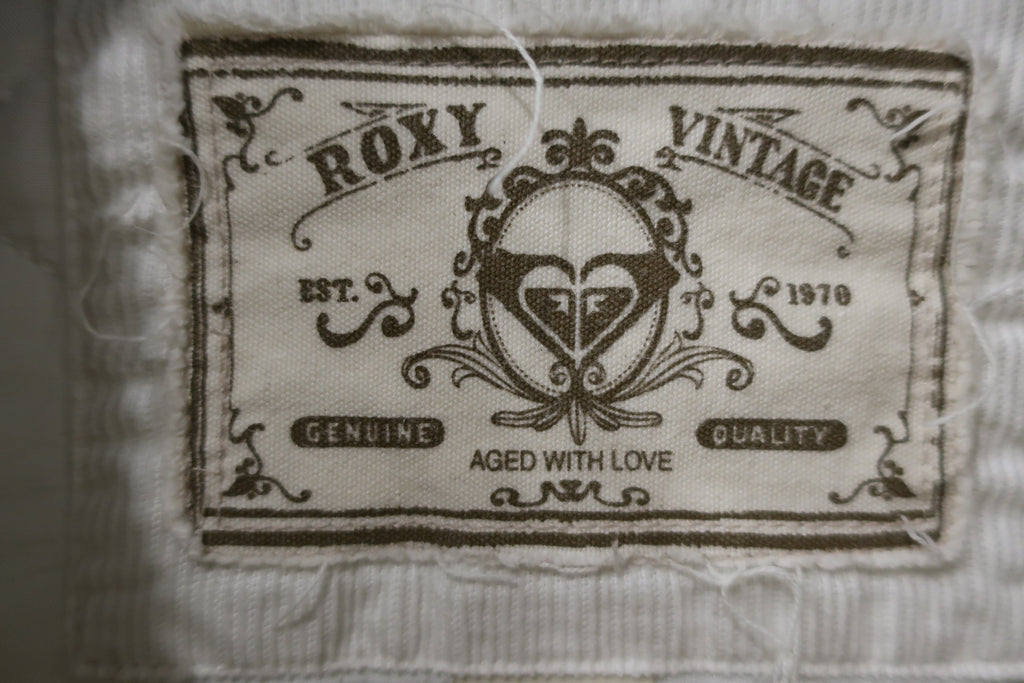 ROXY VINTAGE
EST. 1970
GENUINE QUALITY
AGED WITH LOVE